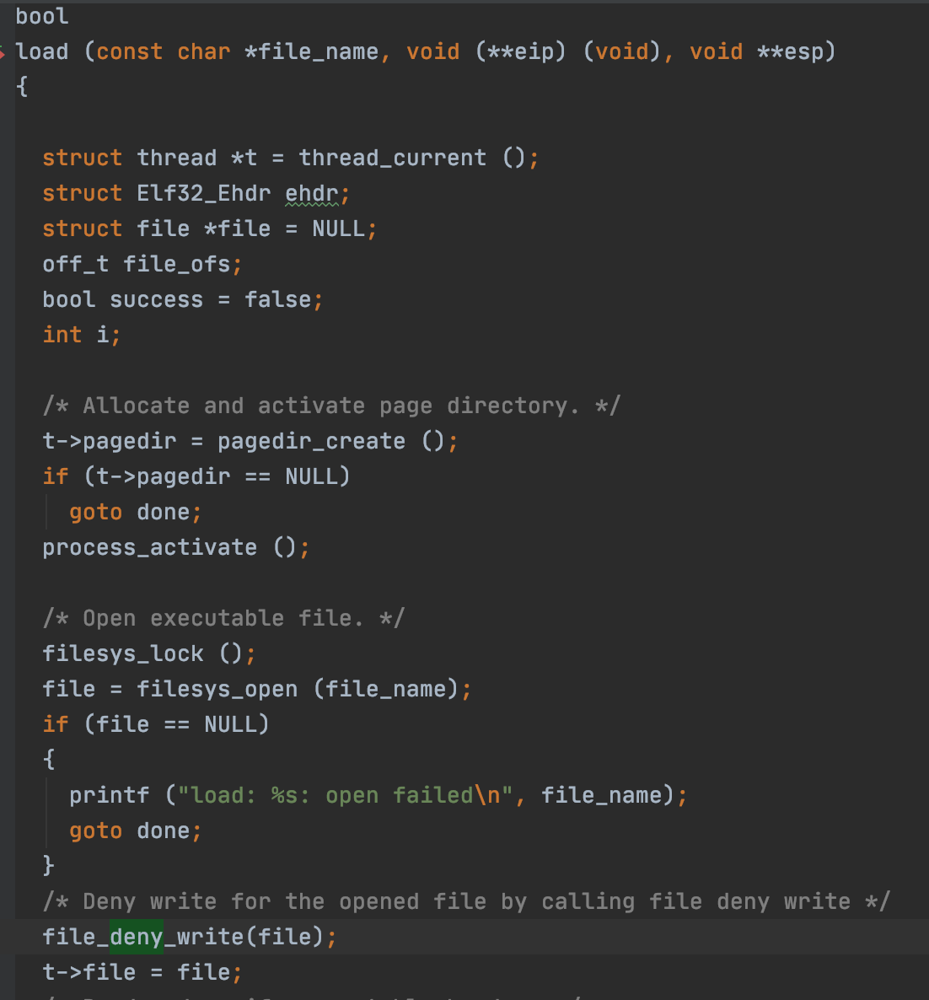 bool
load (const char *file_name, void (**eip) (void), void **esp)
{
struct thread *t = thread_current ();
struct Elf32_Ehdr ehdr;
struct file *file = NULL;
off_t file_ofs;
bool success = false;
int i;
/* Allocate and activate page directory. */
t->pagedir = pagedir_create ();
if (t->pagedir == NULL)
goto done;
process_activate ();
/* Open executable file. */
filesys_lock ();
file = filesys_open (file_name);
if (file == NULL)
{
printf ("load: %s: open failed\n", file_name);
goto done;
}
/* Deny write for the opened file by calling file deny write */
file_deny_write(file);
t->file = file;